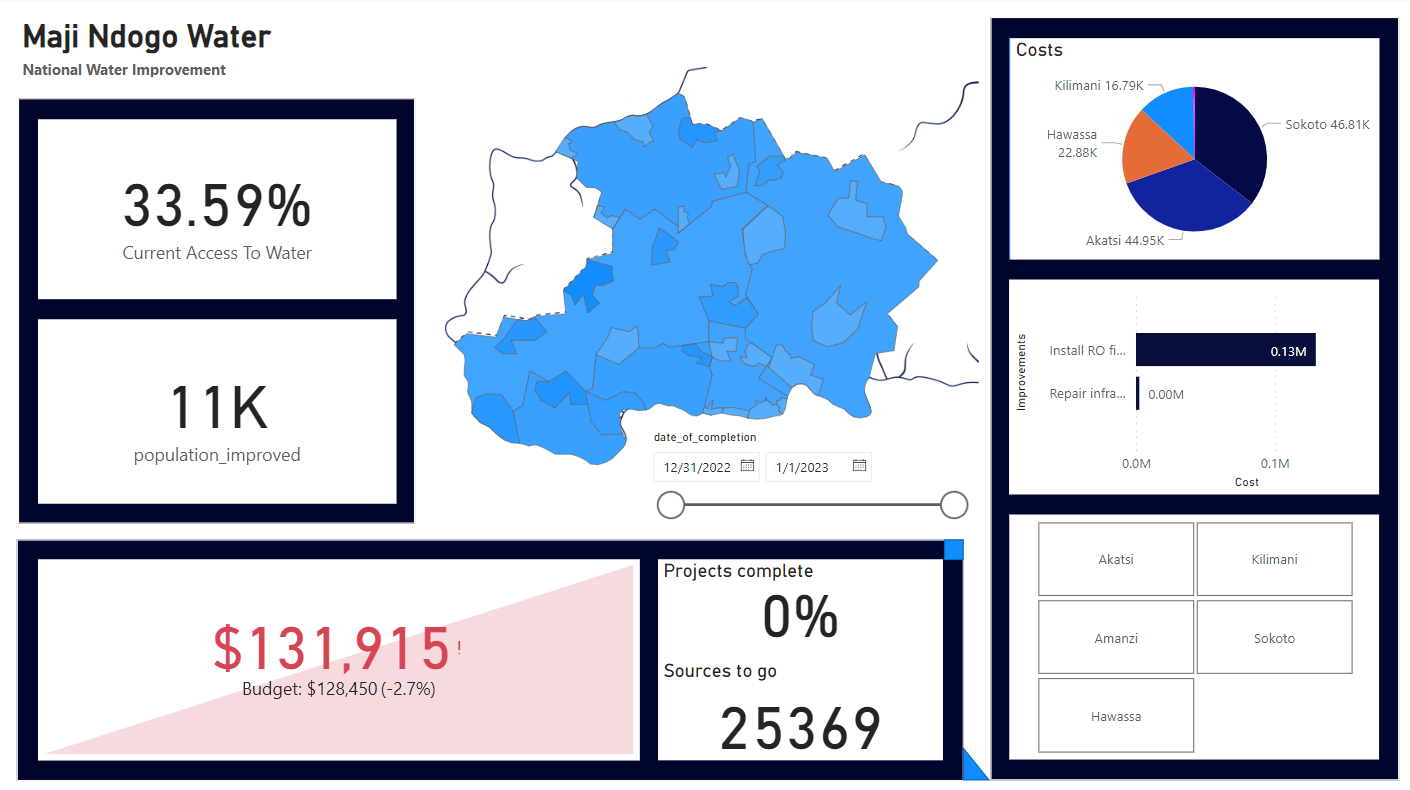 Maji Ndogo Water
National Water Improvement
33.59%
Current Access To Water
11K
population_improved
date_of_completion
12/31/2022
1/1/2023
$131,915 !
Budget: $128,450 (-2.7%)
Projects complete
0%
Sources to go
25369
Costs
Kilimani 16.79K
Hawassa
22.88K
Sokoto 46.81K
Akatsi 44.95K
Improvements
Install RO fi...
0.13M
Repair infra...
0.00M
0.0M
0.1M
Cost
Akatsi
Kilimani
Amanzi
Sokoto
Hawassa